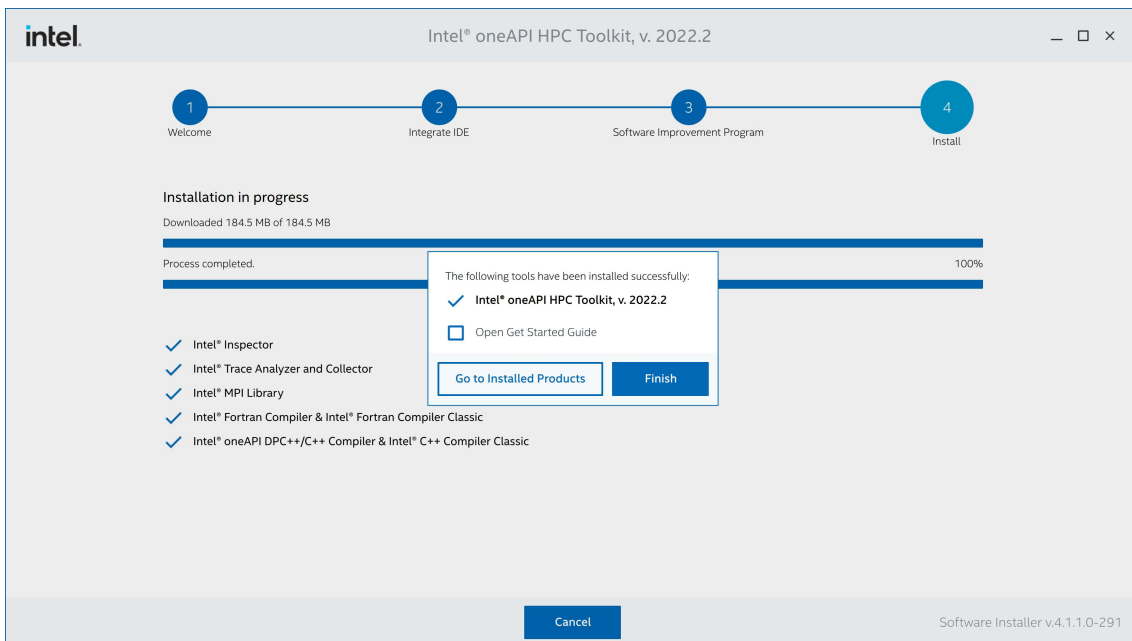 intel.
Intel® oneAPI HPC Toolkit, v. 2022.2
1
2
3
4
Welcome
Integrate IDE
Software Improvement Program
Install
Installation in progress
Downloaded 184.5 MB of 184.5 MB
Process completed.
100%
The following tools have been installed successfully:
Intel® oneAPI HPC Toolkit, v. 2022.2
Open Get Started Guide
Go to Installed Products
Finish
Intel® Inspector
Intel® Trace Analyzer and Collector
Intel® MPI Library
Intel® Fortran Compiler & Intel® Fortran Compiler Classic
Intel® oneAPI DPC++/C++ Compiler & Intel® C++ Compiler Classic
Cancel
Software Installer v.4.1.1.0-291